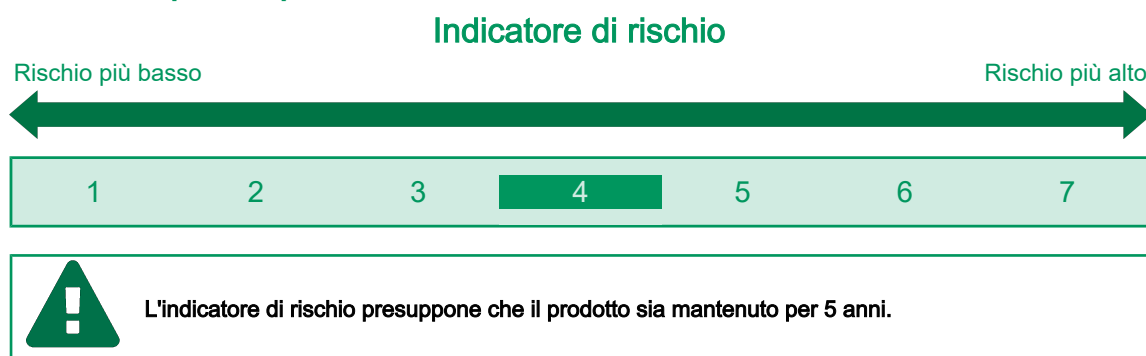 Indicatore di rischio
Rischio più basso Rischio più alto
1 2 3 4 5 6 7
L'indicatore di rischio presuppone che il prodotto sia mantenuto per 5 anni.